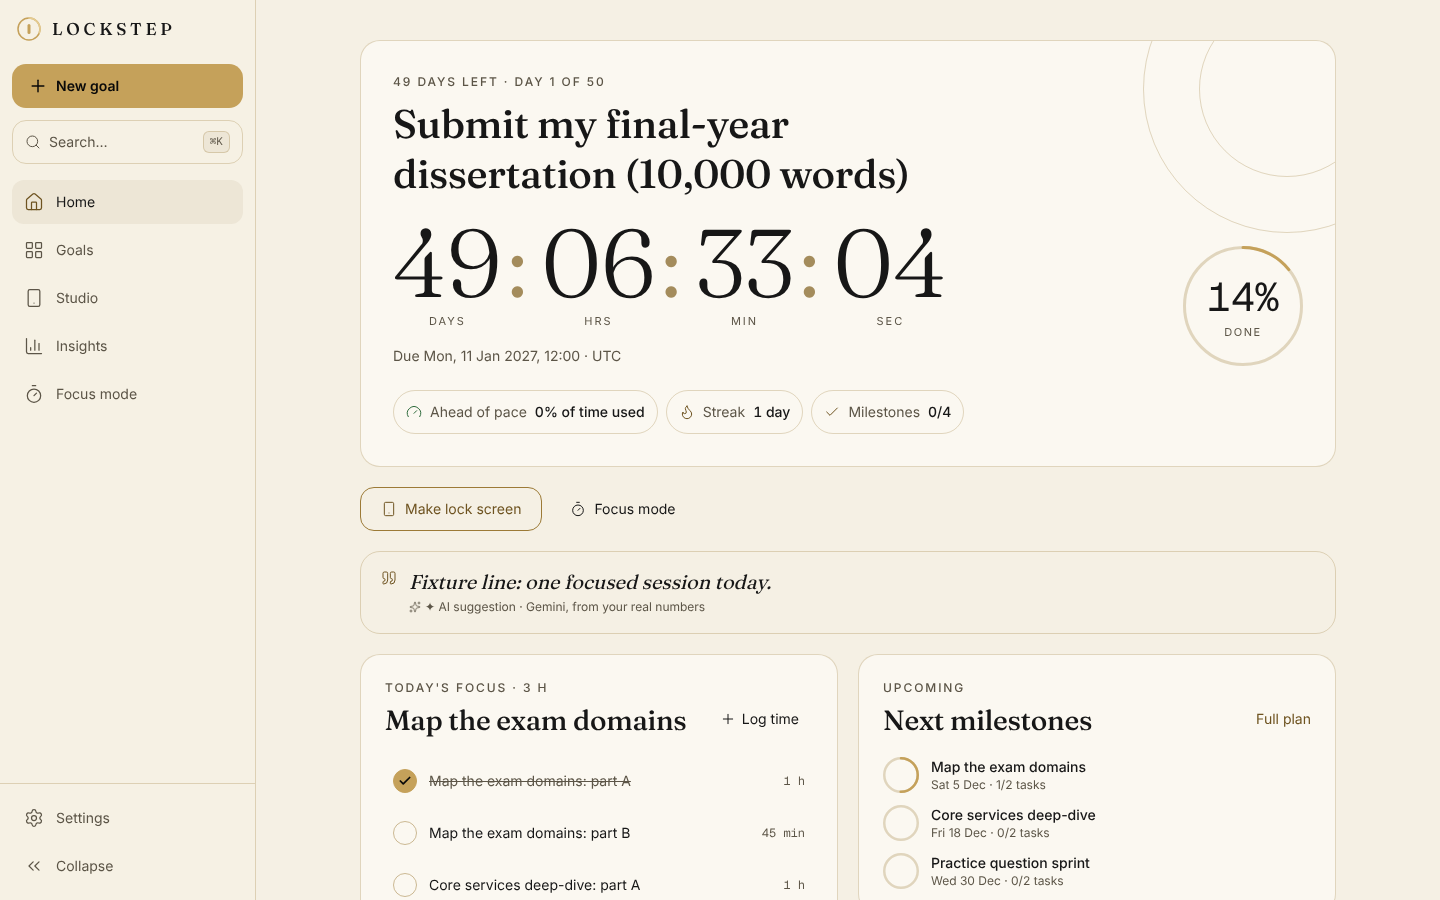 LOCKSTEP
New goal
Search...
⌘K
Home
Goals
Studio
Insights
Focus mode
Settings
Collapse
49 DAYS LEFT · DAY 1 OF 50
Submit my final-year
dissertation (10,000 words)
49:06:33:04
DAYS HRS MIN SEC
Due Mon, 11 Jan 2027, 12:00 · UTC
14%
DONE
Ahead of pace 0% of time used
Streak 1 day
Milestones 0/4
Make lock screen
Focus mode
Fixture line: one focused session today.
✦ AI suggestion · Gemini, from your real numbers
TODAY'S FOCUS · 3 H
Map the exam domains
Log time
Map the exam domains: part A 1 h
Map the exam domains: part B 45 min
Core services deep-dive: part A 1 h
UPCOMING
Next milestones
Full plan
Map the exam domains
Sat 5 Dec · 1/2 tasks
Core services deep-dive
Fri 18 Dec · 0/2 tasks
Practice question sprint
Wed 30 Dec · 0/2 tasks